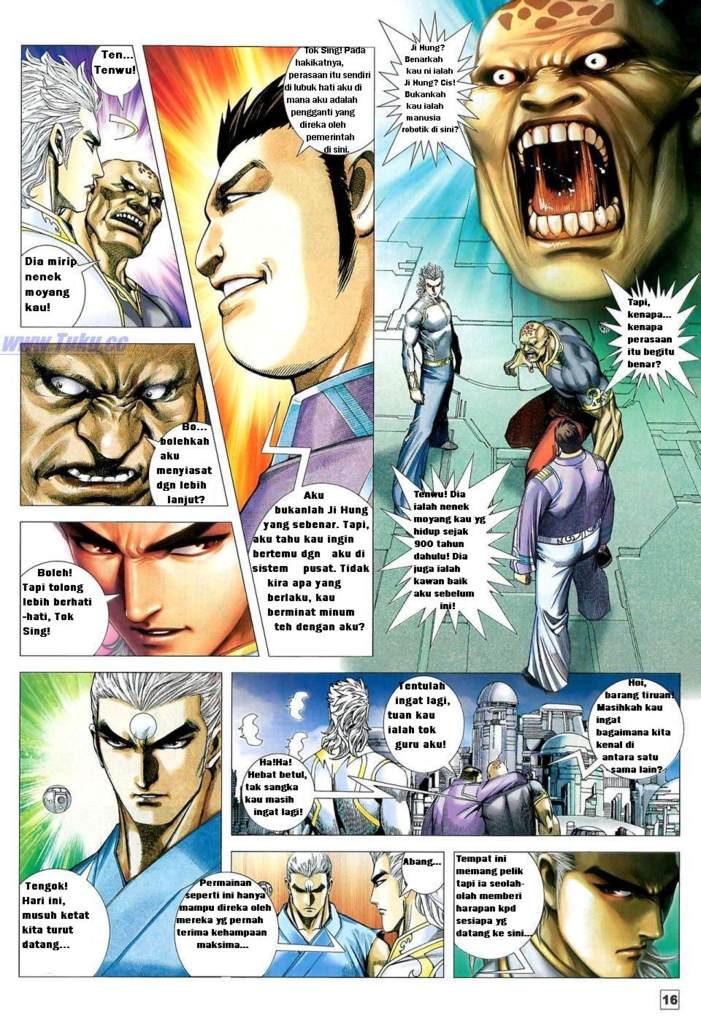 Ten...
Tenwu!
Dia mirip
nenek
moyang
kau!
Tok Sing! Pada
hakikatnya,
perasaan itu sendiri
di lubuk hati aku di
mana aku adalah
pengganti yang
direka oleh
pemerintah
di sini.
Ji Hung?
Benarkah
kau ni ialah
Ji Hung? Cis!
Bukankah
kau ialah
manusia
robotik di sini?
Tapi,
kenapa...
kenapa
perasaan
itu begitu
benar?
www.Tuku.cc
Bo...
bolehkah
aku
menyiasat
dgn lebih
lanjut?
Aku
bukanlah Ji Hung
yang sebenar. Tapi,
aku tahu kau ingin
bertemu dgn aku di
sistem pusat. Tidak
kira apa yang
berlaku, kau
berminat minum
teh dengan aku?
Tenwu! Dia
ialah nenek
moyang kau yg
hidup sejak
900 tahun
dahulu! Dia
juga ialah
kawan baik
aku sebelum
ini!
Boleh!
Tapi tolong
lebih berhati
-hati, Tok
Sing!
Hoi,
barang tiruan!
Masihkah kau
ingat
bagaimana kita
kenal di
antara satu
sama lain?
Tentulah
ingat lagi,
tuan kau
ialah tok
guru aku!
Ha!Ha!
Hebat betul,
tak sangka
kau masih
ingat lagi!
Tengok!
Hari ini,
musuh ketat
kita turut
datang...
Permainan
seperti ini hanya
mampu direka oleh
mereka yg pernah
terima kehampaan
maksima...
Abang...
Tempat ini
memang pelik
tapi ia seolah-
olah memberi
harapan kpd
sesiapa yg
datang ke sini...
16